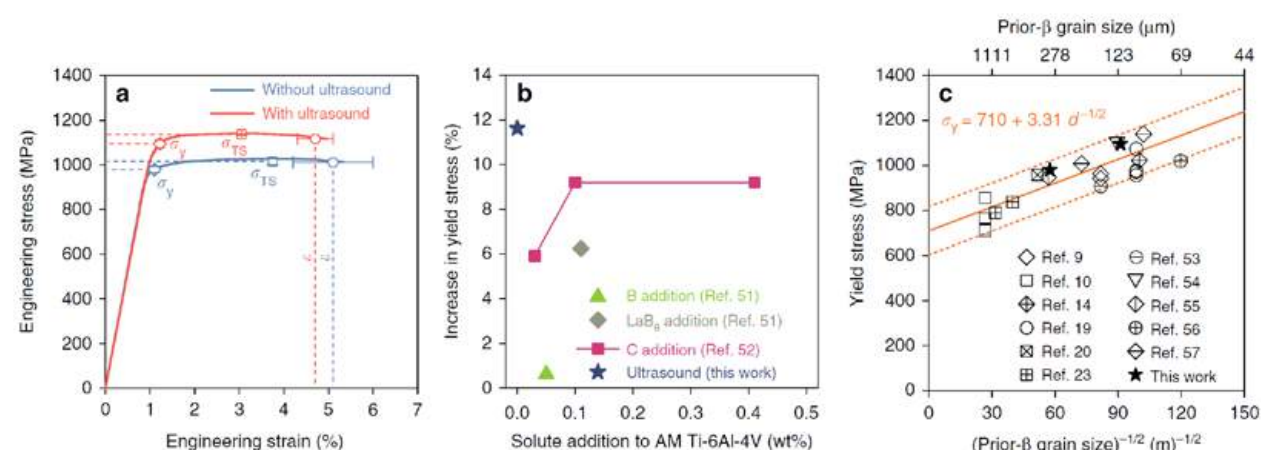 a
Without ultrasound
With ultrasound
σy
σTS
σy
σTS
Engineering stress (MPa)
1400
1200
1000
800
600
400
200
0
0 1 2 3 4 5 6 7
Engineering strain (%)
b
Increase in yield stress (%)
14
12
10
8
6
4
2
0
B addition (Ref. 51)
LaB6 addition (Ref. 51)
C addition (Ref. 52)
Ultrasound (this work)
0.0 0.1 0.2 0.3 0.4 0.5
Solute addition to AM Ti-6Al-4V (wt%)
Prior-β grain size (μm)
1111 278 123 69 44
c
σy = 710 + 3.31 d−1/2
Yield stress (MPa)
1400
1200
1000
800
600
400
200
0
Ref. 9
Ref. 10
Ref. 14
Ref. 19
Ref. 20
Ref. 23
Ref. 53
Ref. 54
Ref. 55
Ref. 56
Ref. 57
This work
0 30 60 90 120 150
(Prior-β grain size)−1/2 (m)−1/2